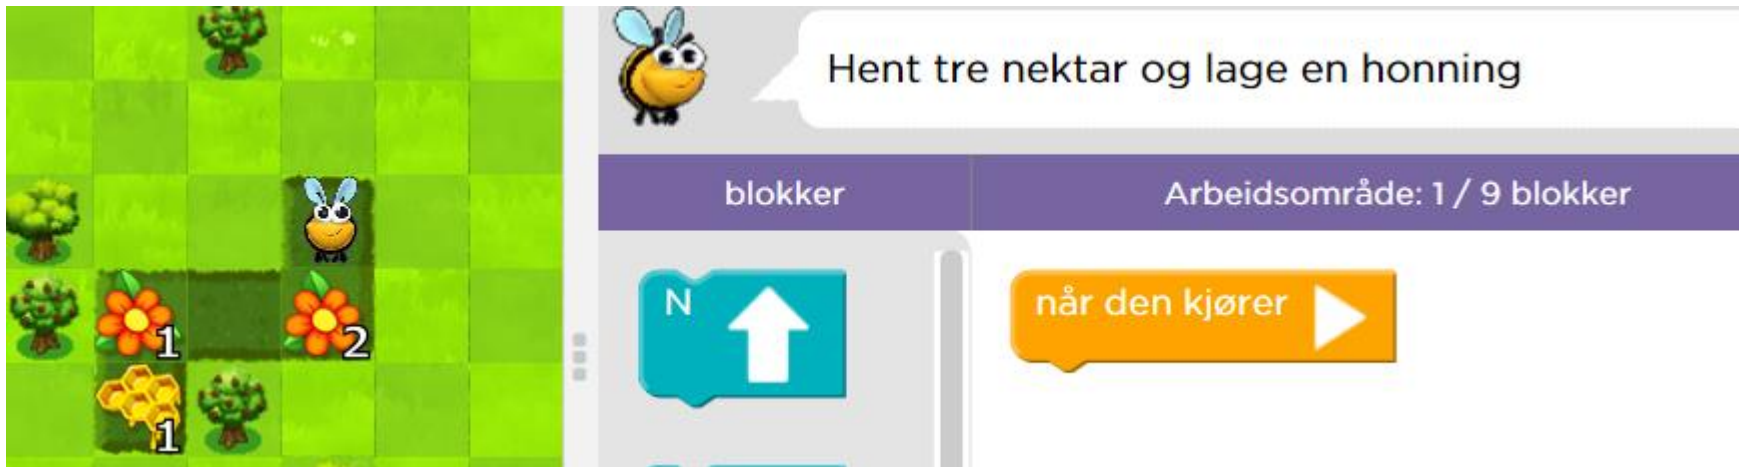 Hent tre nektar og lage en honning
blokker
Arbeidsområde: 1 / 9 blokker
N
når den kjører
1
2
1